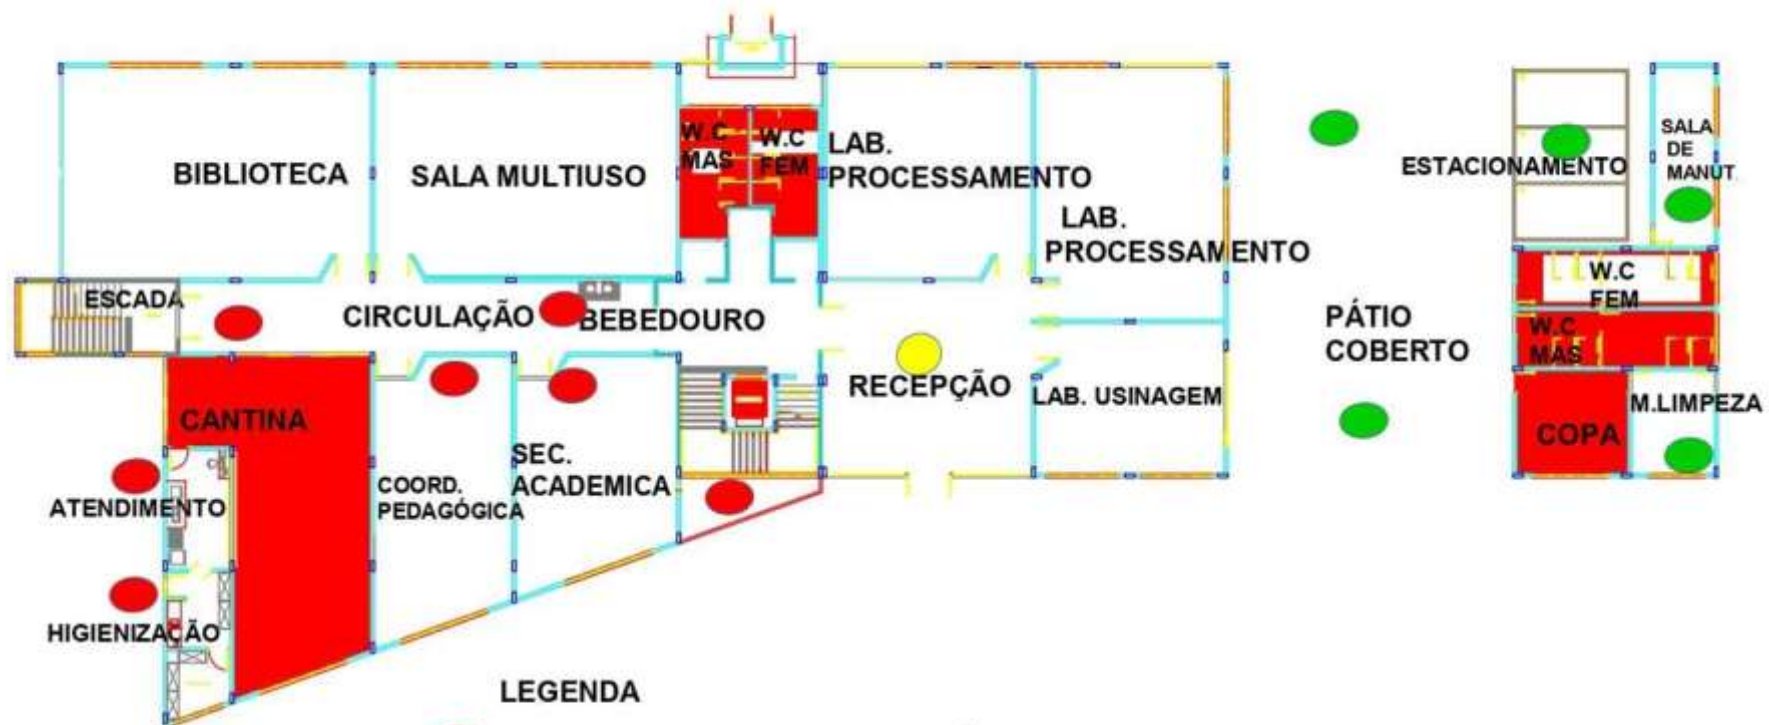 BIBLIOTECA
SALA MULTIUSO
W.C
MAS
W.C
FEM
LAB.
PROCESSAMENTO
LAB.
PROCESSAMENTO
ESTACIONAMENTO
SALA
DE
MANUT.
ESCADA
CIRCULAÇÃO
BEBEDOURO
RECEPÇÃO
LAB. USINAGEM
PÁTIO
COBERTO
W.C
FEM
W.C
MAS
COPA
M.LIMPEZA
CANTINA
ATENDIMENTO
HIGIENIZAÇÃO
COORD.
PEDAGÓGICA
SEC.
ACADEMICA
LEGENDA